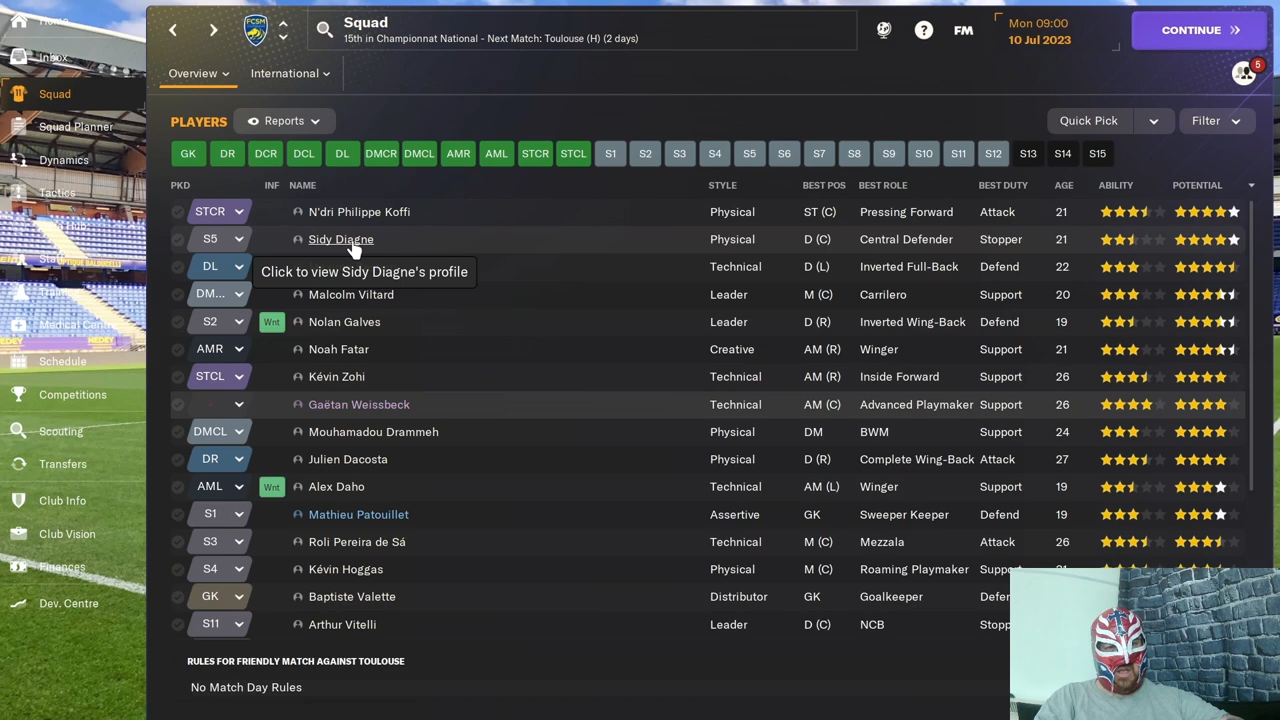 Home
FCSM
Squad
15th in Championnat National - Next Match: Toulouse (H) (2 days)
FM
Mon 09:00
10 Jul 2023
CONTINUE
Inbox
Overview
International
5
Squad
PLAYERS
Reports
Quick Pick
Filter
Squad Planner
GK DR DCR DCL DL DMCR DMCL AMR AML STCR STCL S1 S2 S3 S4 S5 S6 S7 S8 S9 S10 S11 S12 S13 S14 S15
Dynamics
PKD INF NAME STYLE BEST POS BEST ROLE BEST DUTY AGE ABILITY POTENTIAL
Tactics
STCR N'dri Philippe Koffi Physical ST (C) Pressing Forward Attack 21
S5 Sidy Diagne Physical D (C) Central Defender Stopper 21
DL Technical D (L) Inverted Full-Back Defend 22
Click to view Sidy Diagne's profile
DM... Malcolm Viltard Leader M (C) Carrilero Support 20
S2 Wnt Nolan Galves Leader D (R) Inverted Wing-Back Defend 19
Medical Centre
AMR Noah Fatar Creative AM (R) Winger Support 21
Schedule
STCL Kévin Zohi Technical AM (R) Inside Forward Support 26
Competitions
Gaëtan Weissbeck Technical AM (C) Advanced Playmaker Support 26
Scouting
DMCL Mouhamadou Drammeh Physical DM BWM Support 24
Transfers
DR Julien Dacosta Physical D (R) Complete Wing-Back Attack 27
AML Wnt Alex Daho Technical AM (L) Winger Support 19
Club Info
S1 Mathieu Patouillet Assertive GK Sweeper Keeper Defend 19
Club Vision
S3 Roli Pereira de Sá Technical M (C) Mezzala Attack 26
Finances
S4 Kévin Hoggas Physical M (C) Roaming Playmaker Support
GK Baptiste Valette Distributor GK Goalkeeper Defen
Dev. Centre
S11 Arthur Vitelli Leader D (C) NCB Stopp
RULES FOR FRIENDLY MATCH AGAINST TOULOUSE
No Match Day Rules